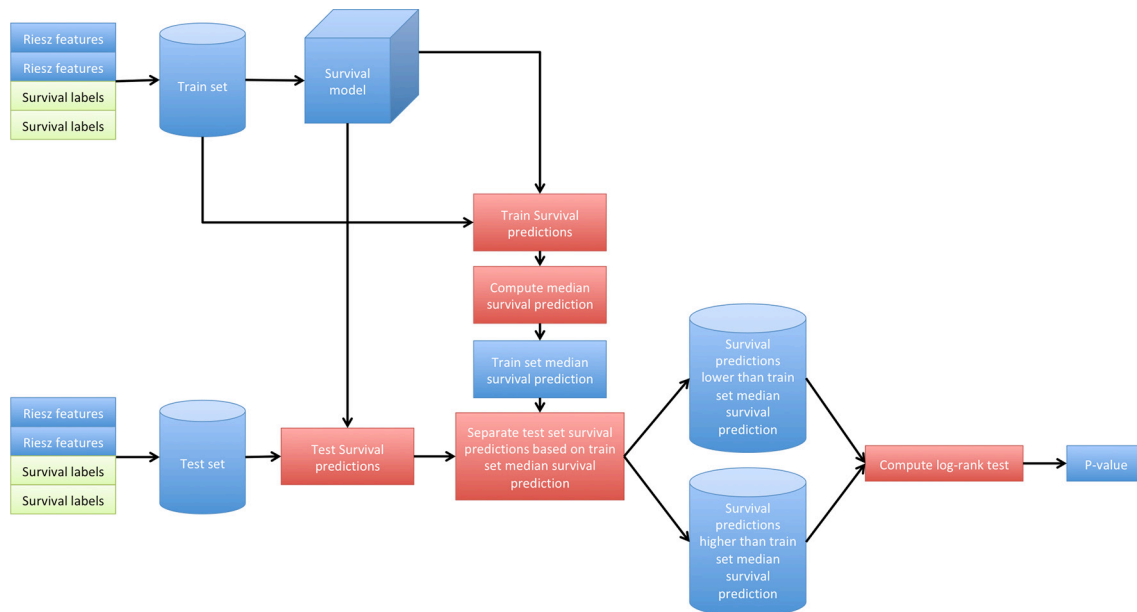 Riesz features
Riesz features
Survival labels
Survival labels
Train set
Survival
model
Train Survival
predictions
Compute median
survival prediction
Train set median
survival prediction
Riesz features
Riesz features
Survival labels
Survival labels
Test set
Test Survival
predictions
Separate test set survival
predictions based on train
set median survival
prediction
Survival
predictions
lower than train
set median
survival
prediction
Survival
predictions
higher than train
set median
survival
prediction
Compute log-rank test
P-value